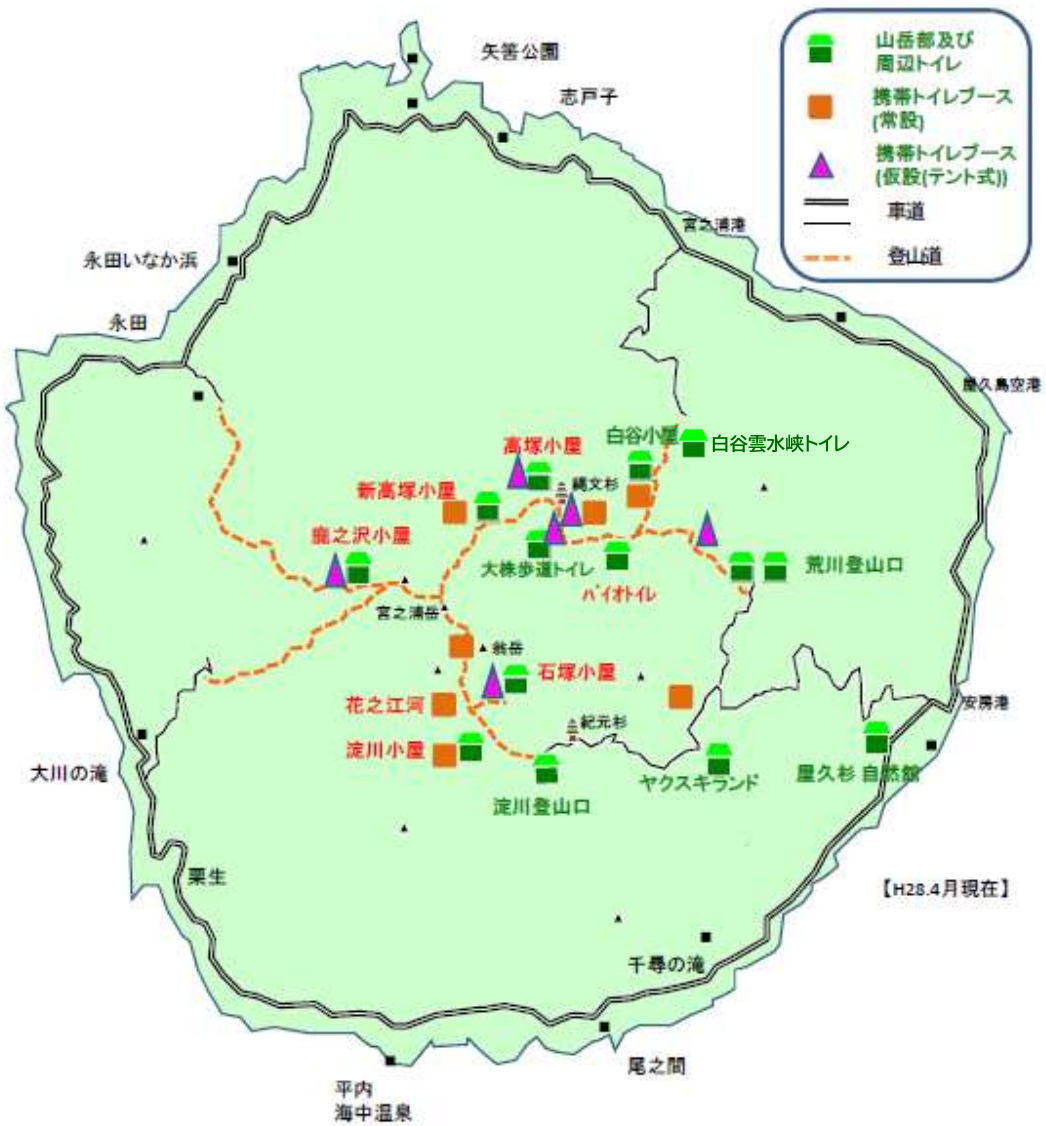 山岳部及び
周辺トイレ
携帯トイレブース
(常設)
携帯トイレブース
(仮設(テント式))
車道
登山道
矢筈公園
志戸子
宮之浦港
永田いなか浜
永田
屋久島空港
白谷小屋
白谷雲水峡トイレ
高塚小屋
縄文杉
新高塚小屋
鹿之沢小屋
大株歩道トイレ
荒川登山口
バイオトイレ
宮之浦岳
翁岳
石塚小屋
花之江河
安房港
紀元杉
淀川小屋
大川の滝
ヤクスギランド
屋久杉 自然館
淀川登山口
栗生
【H28.4月現在】
千尋の滝
尾之間
平内
海中温泉